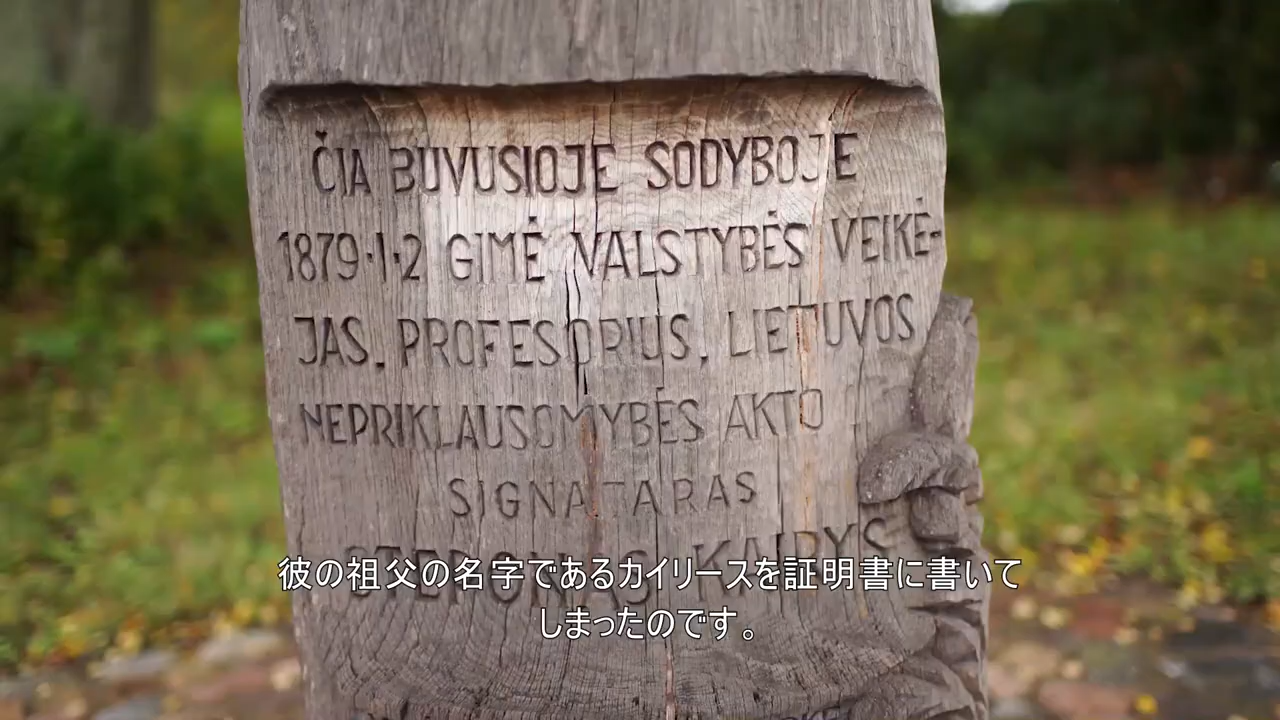 ČIA BUVUSIOJE SODYBOJE
1879·I·2 GIMĖ VALSTYBĖS VEIKĖ-
JAS, PROFESORIUS, LIETUVOS
NEPRIKLAUSOMYBĖS AKTO
SIGNATARAS
STEPONAS KAIRYS
彼の祖父の名字であるカイリースを証明書に書いて
しまったのです。